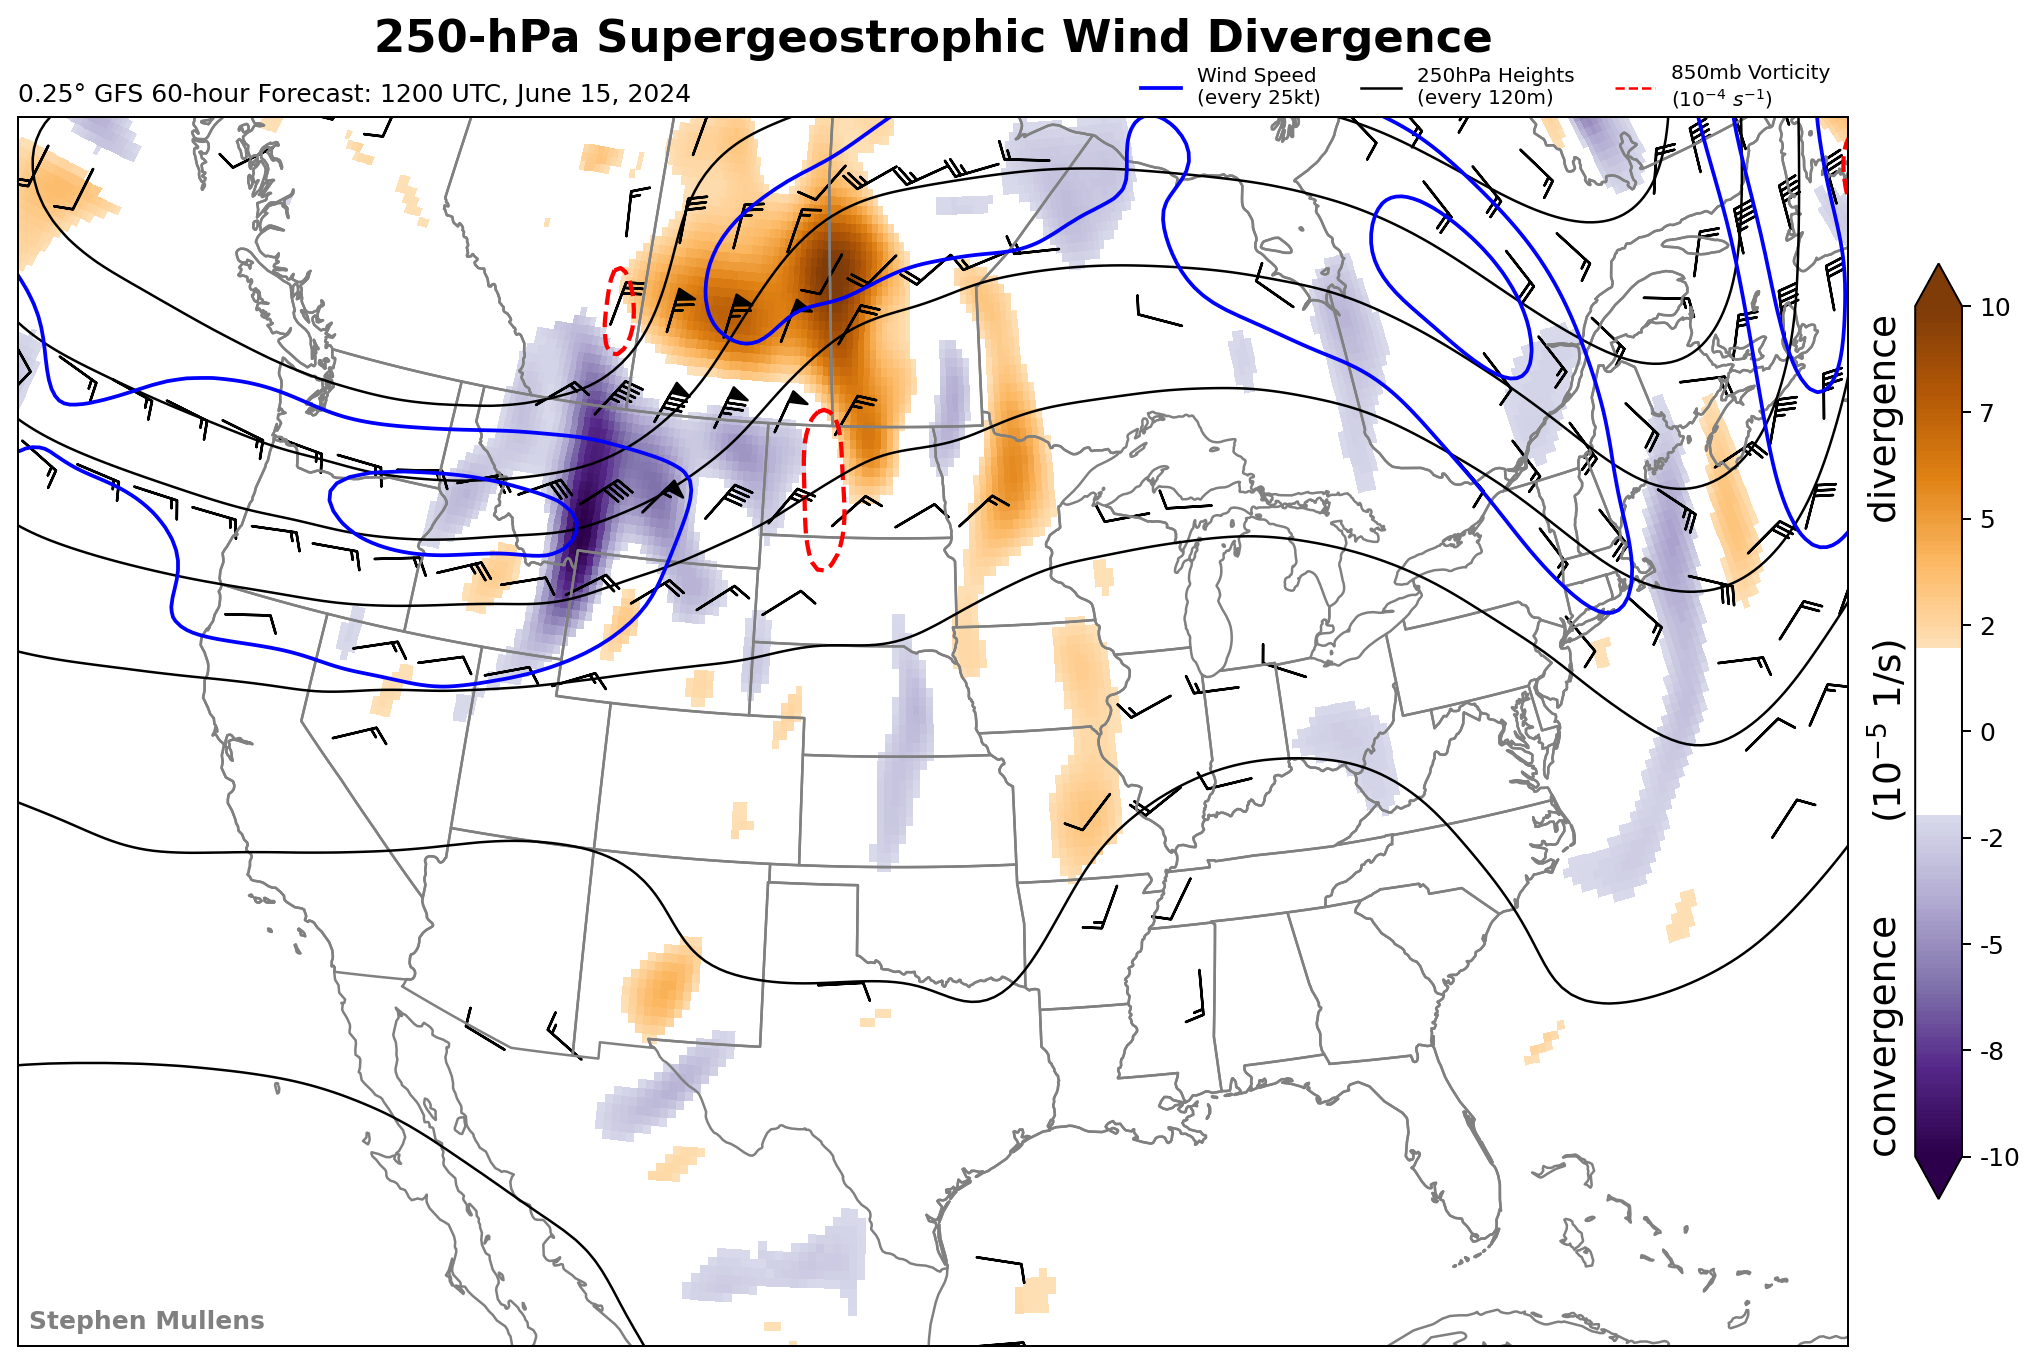 250-hPa Supergeostrophic Wind Divergence
0.25° GFS 60-hour Forecast: 1200 UTC, June 15, 2024
Wind Speed
(every 25kt)
250hPa Heights
(every 120m)
850mb Vorticity
(10⁻⁴ s⁻¹)
10
7
5
2
0
-2
-5
-8
-10
convergence (10⁻⁵ 1/s) divergence
Stephen Mullens